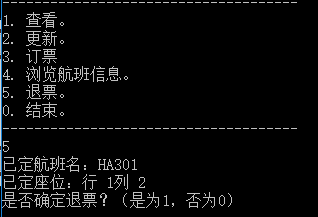 ----------------------------------
1. 查看。
2. 更新。
3. 订票
4. 浏览航班信息。
5. 退票。
0. 结束。
----------------------------------
5
已定航班名：HA301
已定座位：行 1列 2
是否确定退票？（是为1，否为0）